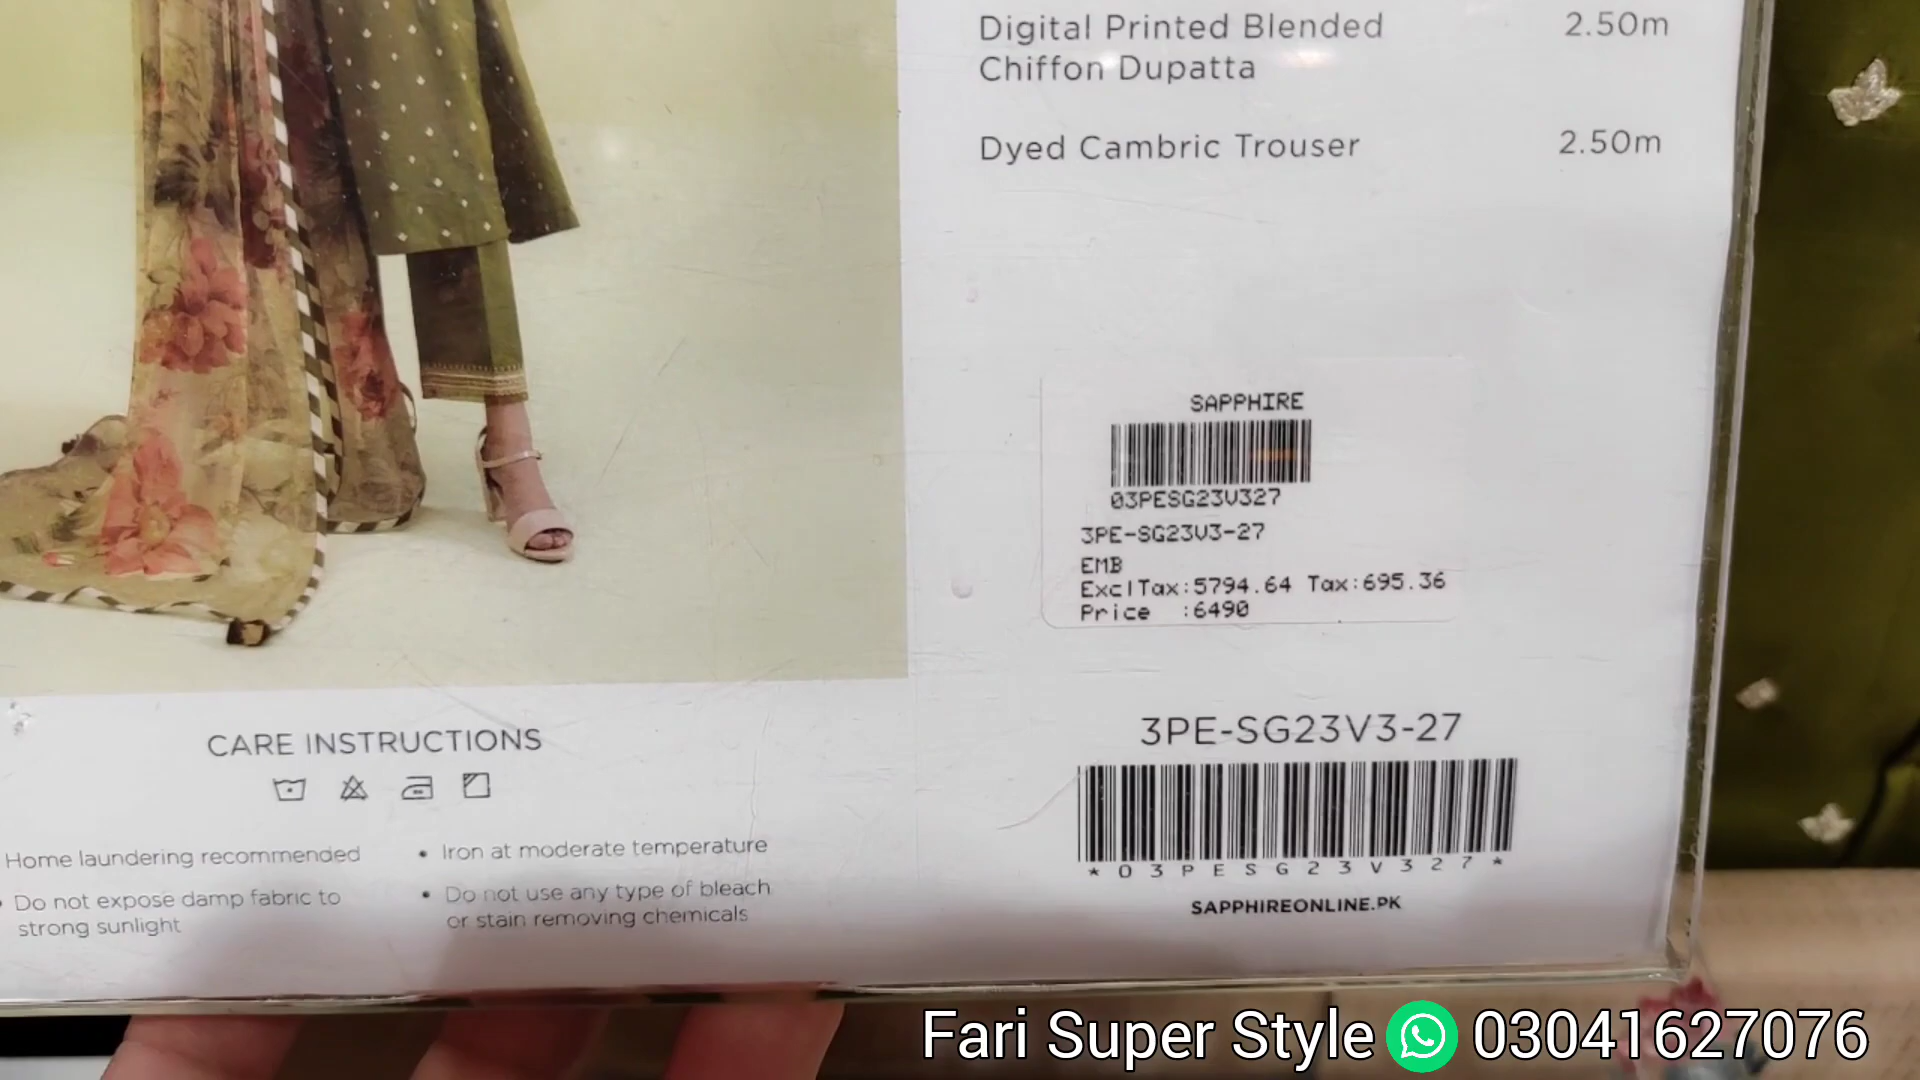 Digital Printed Blended 2.50m
Chiffon Dupatta
Dyed Cambric Trouser 2.50m
SAPPHIRE
03PESG23V327
3PE-SG23V3-27
EMB
ExclTax:5794.64 Tax:695.36
Price :6490
3PE-SG23V3-27
*03PESG23V327*
SAPPHIREONLINE.PK
CARE INSTRUCTIONS
Home laundering recommended
• Do not expose damp fabric to
strong sunlight
• Iron at moderate temperature
• Do not use any type of bleach
or stain removing chemicals
Fari Super Style 03041627076